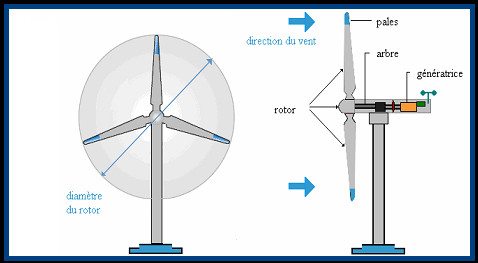 pales
direction du vent
arbre
génératrice
rotor
diamètre
du rotor